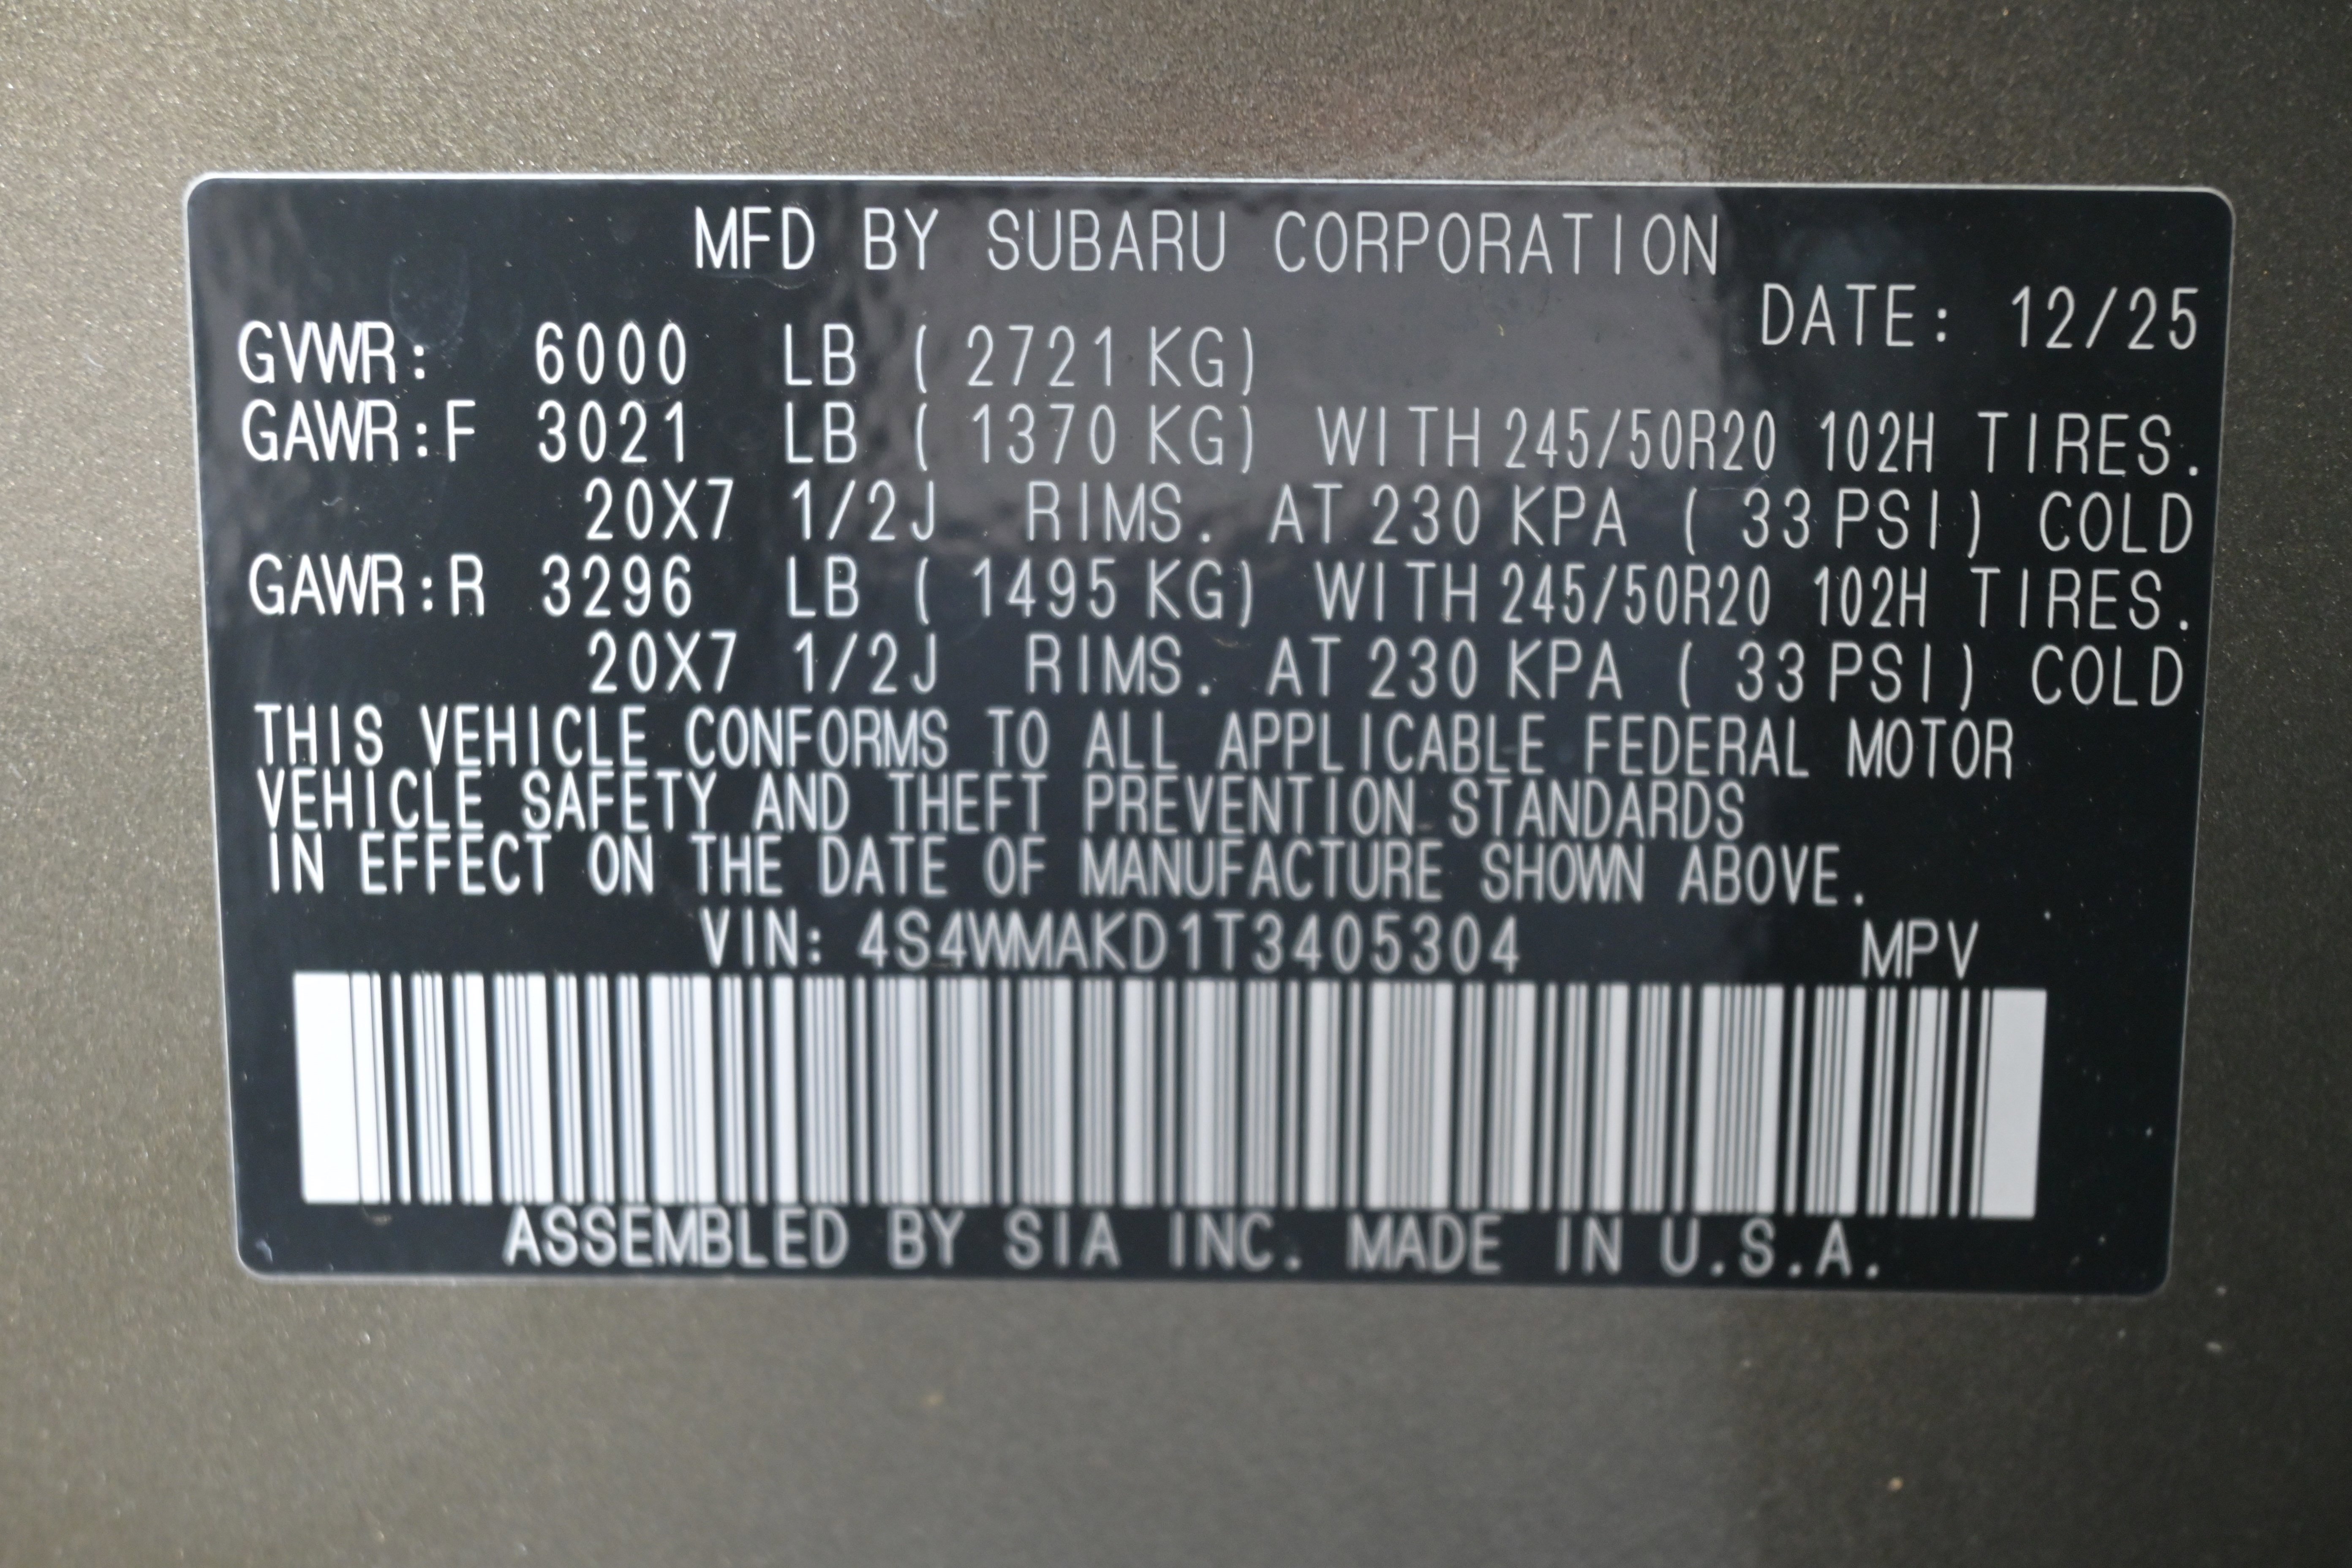 MFD BY SUBARU CORPORATION
DATE: 12/25
GVWR: 6000 LB ( 2721 KG)
GAWR:F 3021 LB ( 1370 KG) WITH 245/50R20 102H TIRES.
20X7 1/2J RIMS. AT 230 KPA ( 33 PSI) COLD
GAWR:R 3296 LB ( 1495 KG) WITH 245/50R20 102H TIRES.
20X7 1/2J RIMS. AT 230 KPA ( 33 PSI) COLD
THIS VEHICLE CONFORMS TO ALL APPLICABLE FEDERAL MOTOR
VEHICLE SAFETY AND THEFT PREVENTION STANDARDS
IN EFFECT ON THE DATE OF MANUFACTURE SHOWN ABOVE.
VIN: 4S4WMAKD1T3405304 MPV
ASSEMBLED BY SIA INC. MADE IN U.S.A.